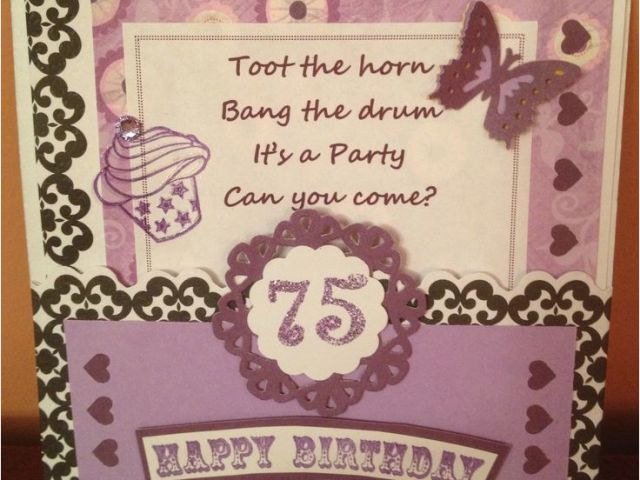 Toot the horn
Bang the drum
It's a Party
Can you come?
75
HAPPY BIRTHDAY